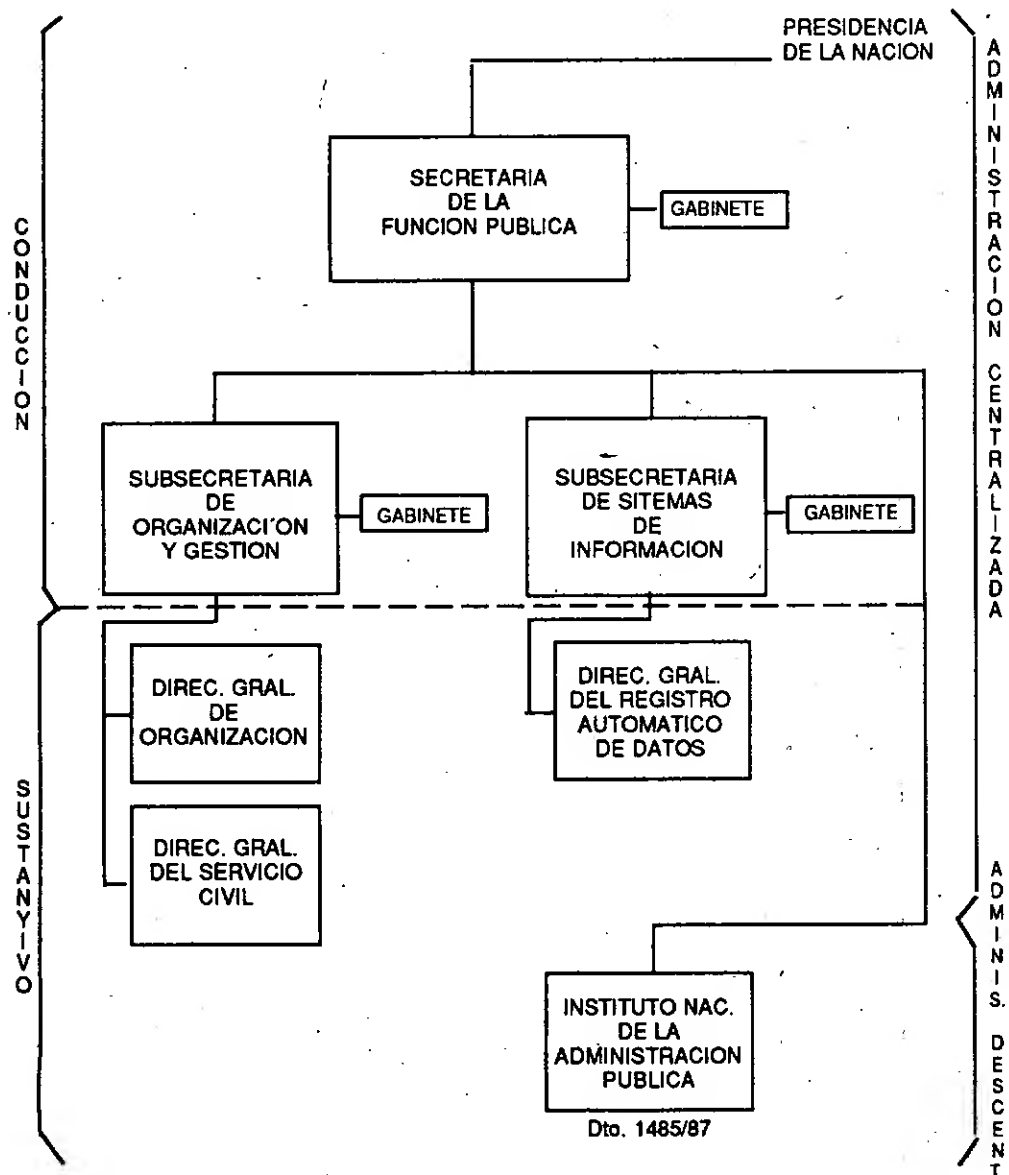 PRESIDENCIA
DE LA NACION
SECRETARIA
DE LA
FUNCION PUBLICA
GABINETE
CONDUCCION
ADMINISTRACION CENTRALIZADA
SUBSECRETARIA
DE
ORGANIZACION
Y GESTION
GABINETE
SUBSECRETARIA
DE SITEMAS
DE
INFORMACION
GABINETE
SUSTANYIVO
DIREC. GRAL.
DE
ORGANIZACION
DIREC. GRAL.
DEL REGISTRO
AUTOMATICO
DE DATOS
DIREC. GRAL.
DEL SERVICIO
CIVIL
ADMINIS. DESCENT
INSTITUTO NAC.
DE LA
ADMINISTRACION
PUBLICA
Dto. 1485/87